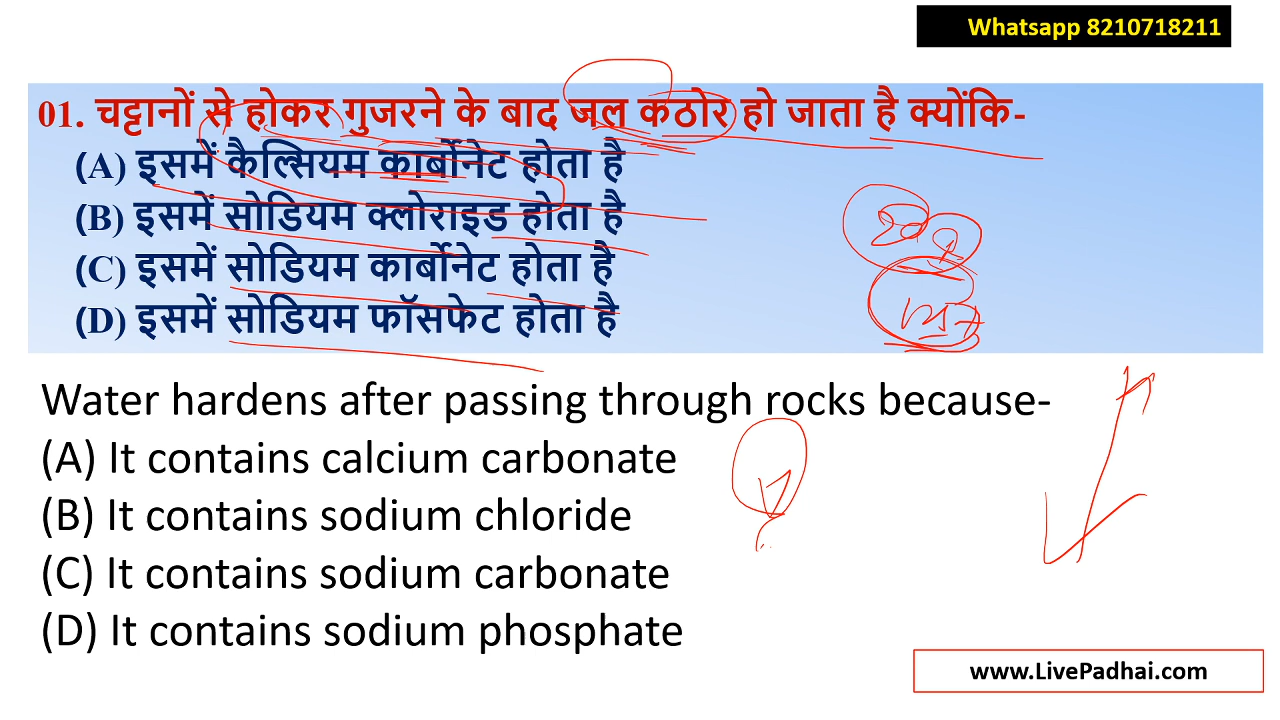 Whatsapp 8210718211
01. चट्टानों से होकर गुजरने के बाद जल कठोर हो जाता है क्योंकि-
(A) इसमें कैल्सियम कार्बोनेट होता है
(B) इसमें सोडियम क्लोराइड होता है
(C) इसमें सोडियम कार्बोनेट होता है
(D) इसमें सोडियम फॉसफेट होता है
Water hardens after passing through rocks because-
(A) It contains calcium carbonate
(B) It contains sodium chloride
(C) It contains sodium carbonate
(D) It contains sodium phosphate
www.LivePadhai.com